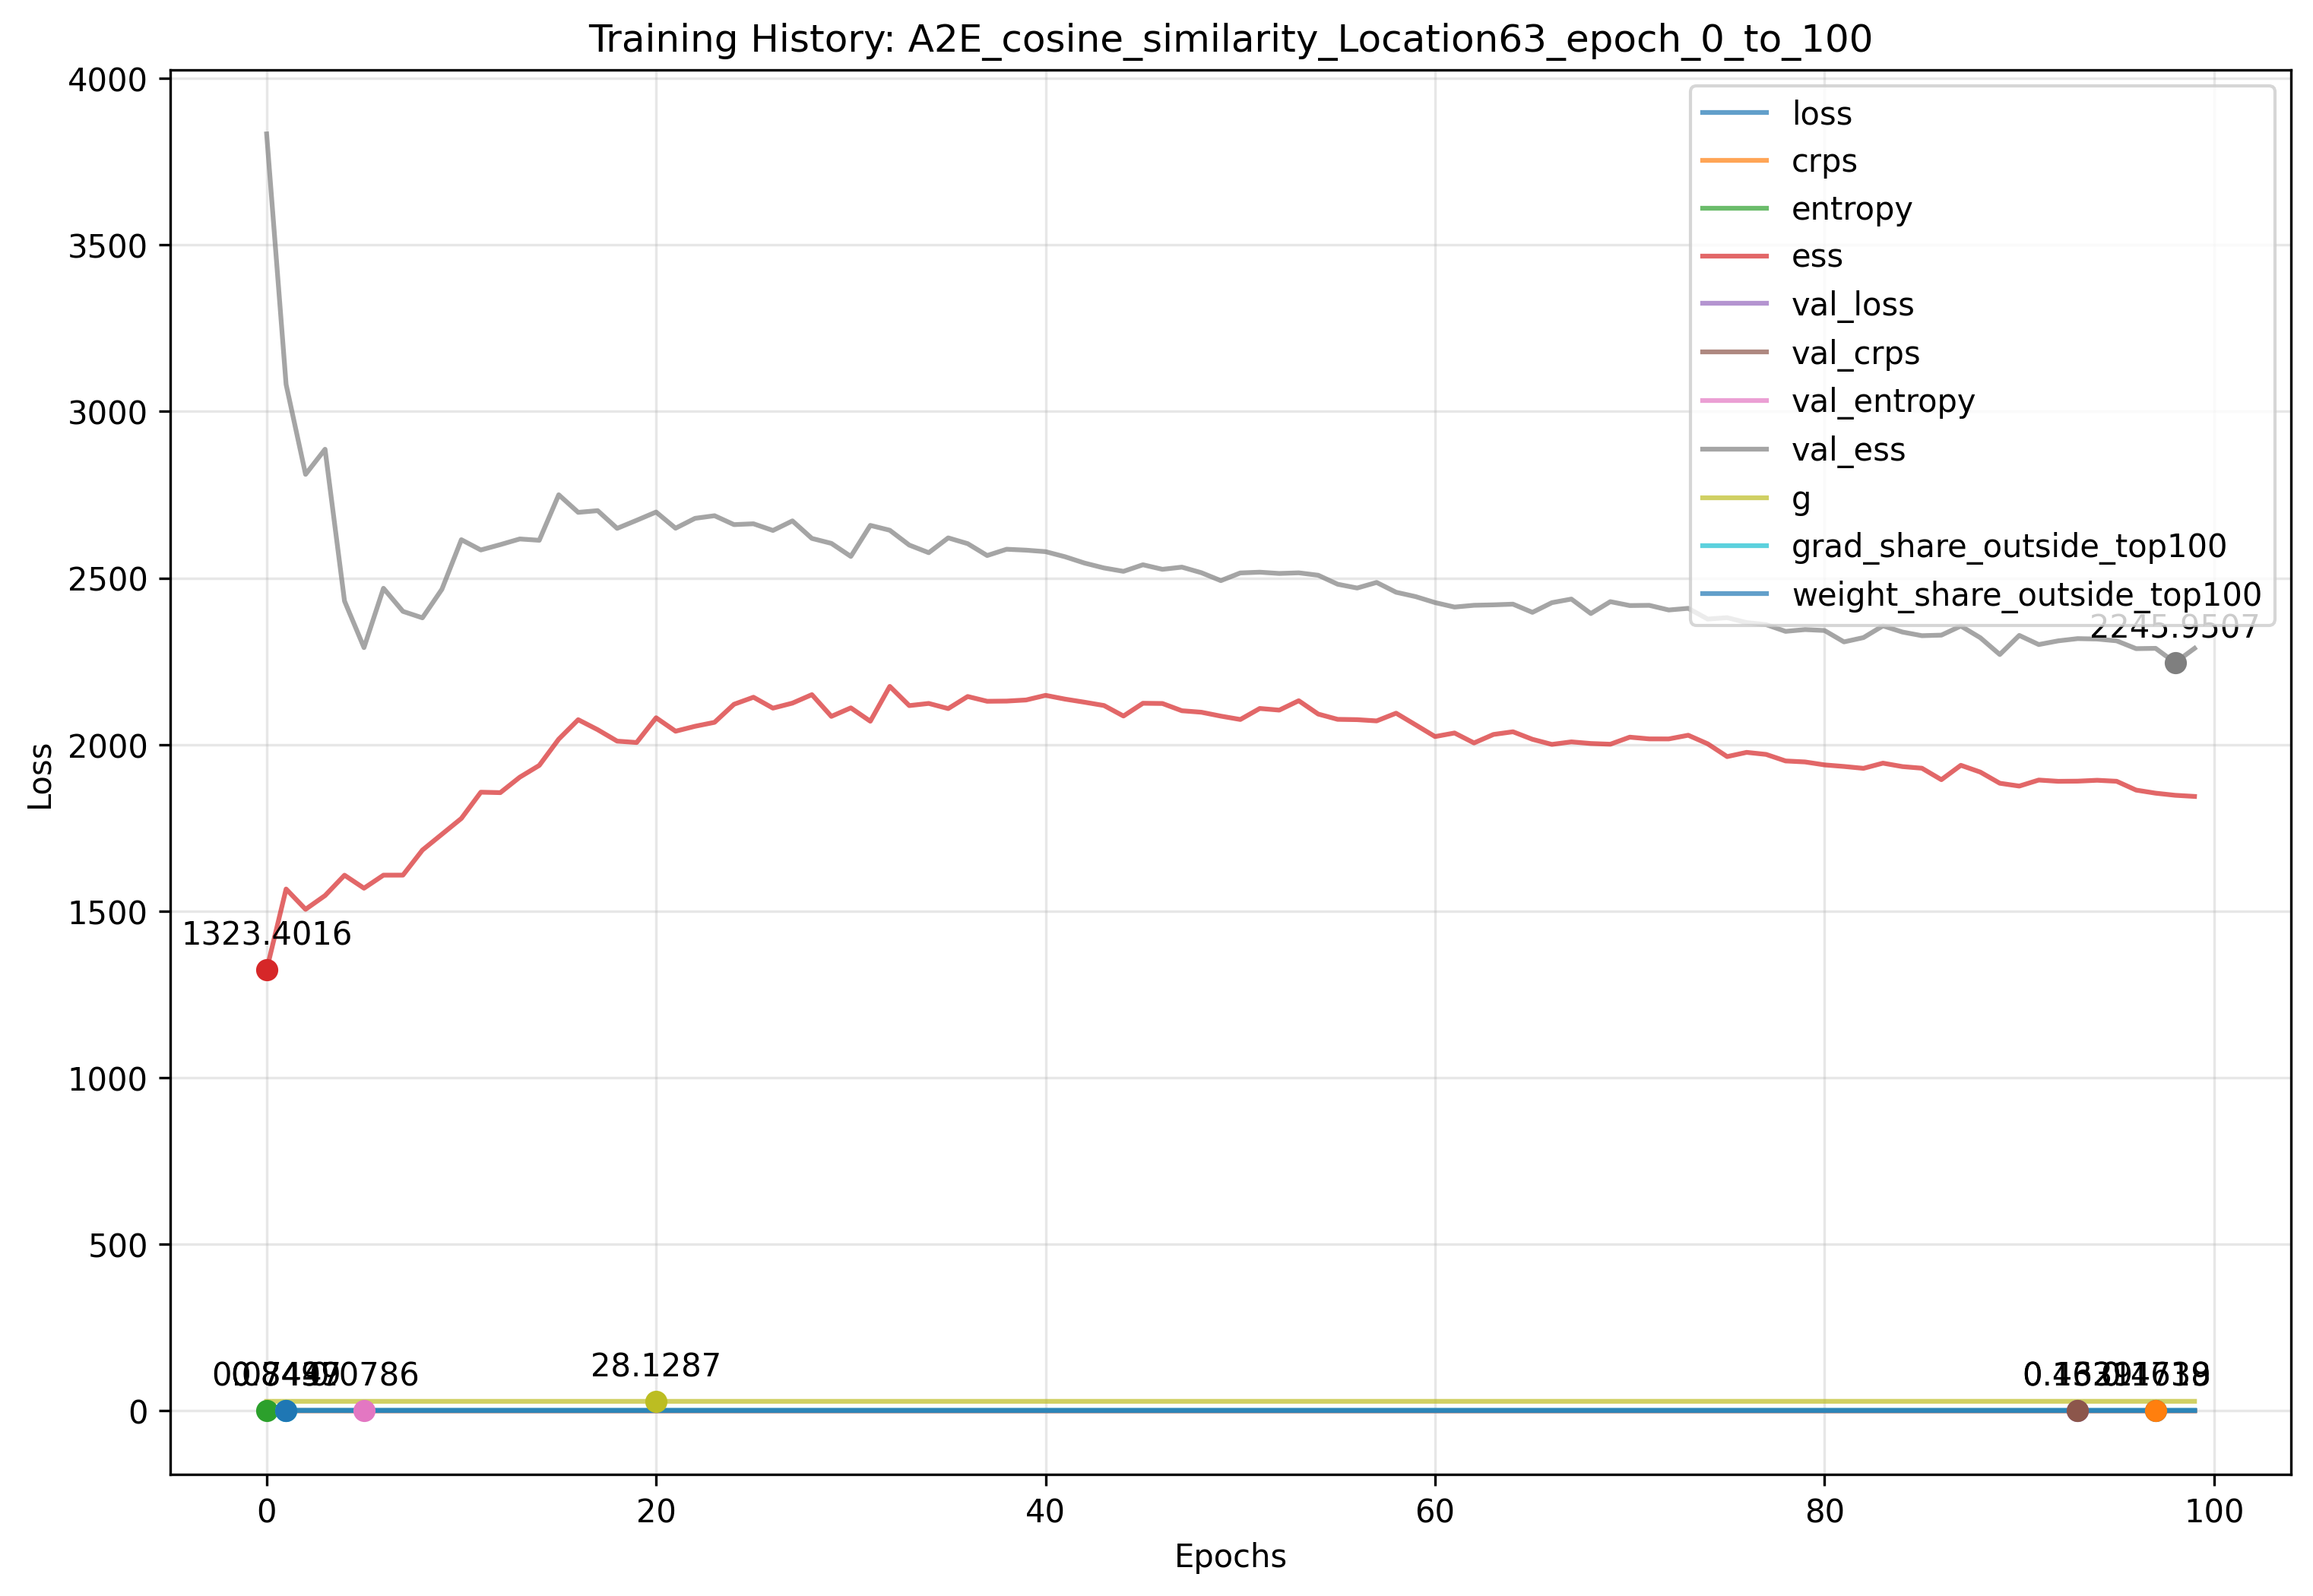 Training History: A2E_cosine_similarity_Location63_epoch_0_to_100
4000
3500
3000
2500
2000
1500
1000
500
0
Loss
loss
crps
entropy
ess
val_loss
val_crps
val_entropy
val_ess
g
grad_share_outside_top100
weight_share_outside_top100
2245.9507
1323.4016
28.1287
0
20
40
60
80
100
Epochs